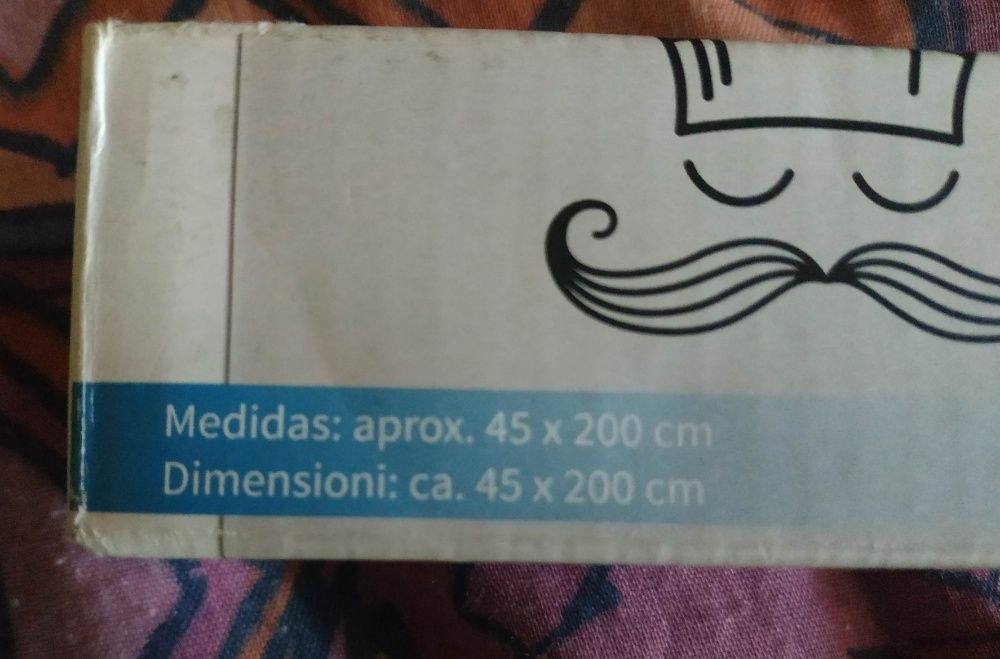 Medidas: aprox. 45 x 200 cm
Dimensioni: ca. 45 x 200 cm